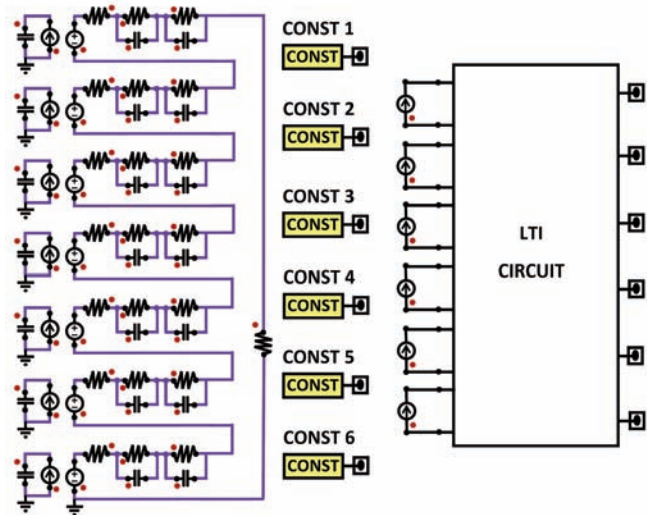 CONST 1
CONST
CONST 2
CONST
CONST 3
CONST
CONST 4
CONST
CONST 5
CONST
CONST 6
CONST
LTI
CIRCUIT